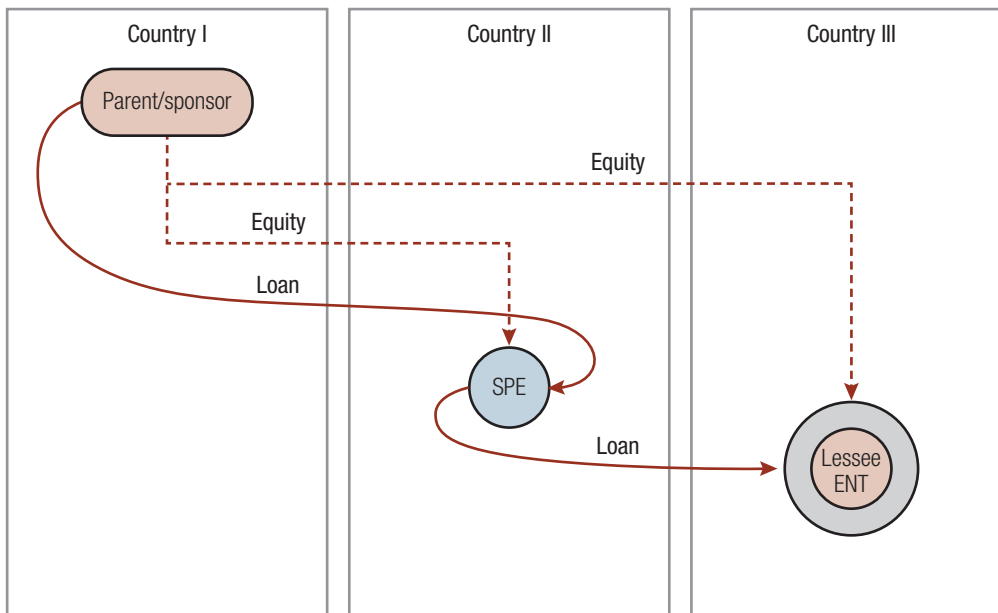 Country I
Country II
Country III
Parent/sponsor
Equity
Equity
Loan
SPE
Loan
Lessee
ENT